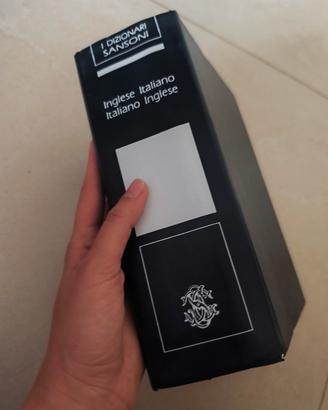 I DIZIONARI
SANSONI
Inglese Italiano
Italiano Inglese